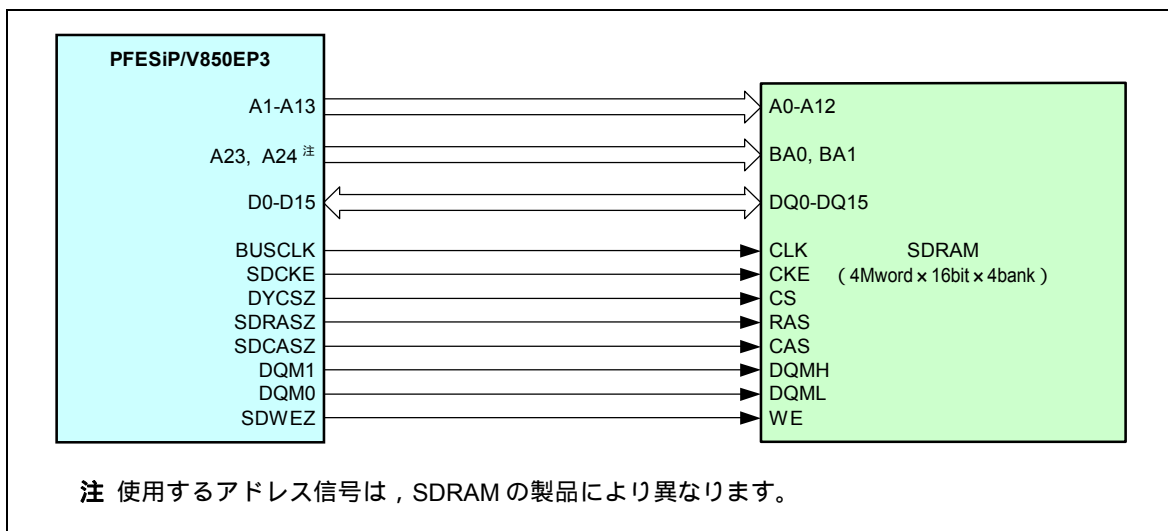 PFESiP/V850EP3
A1-A13
A0-A12
A23, A24 注
BA0, BA1
D0-D15
DQ0-DQ15
BUSCLK
CLK
SDRAM
SDCKE
CKE
(4Mword×16bit×4bank)
DYCSZ
CS
SDRASZ
RAS
SDCASZ
CAS
DQM1
DQMH
DQM0
DQML
SDWEZ
WE
注 使用するアドレス信号は,SDRAM の製品により異なります。